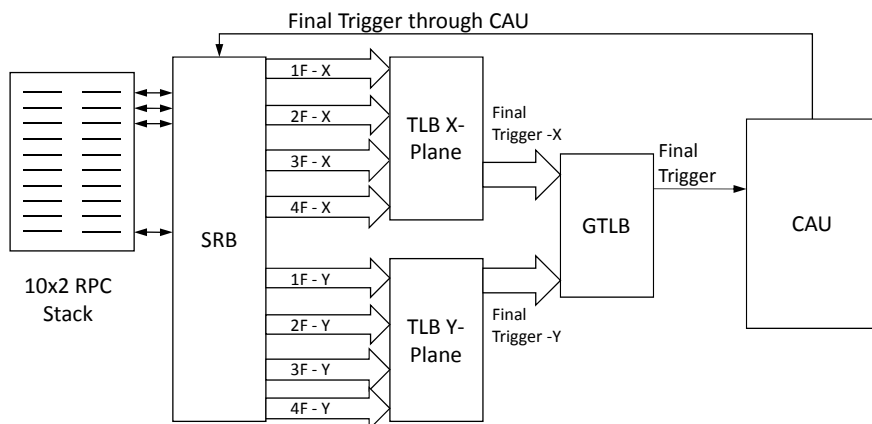 Final Trigger through CAU
1F - X
2F - X
3F - X
4F - X
1F - Y
2F - Y
3F - Y
4F - Y
10x2 RPC
Stack
SRB
TLB X-
Plane
TLB Y-
Plane
Final
Trigger -X
Final
Trigger -Y
GTLB
Final
Trigger
CAU